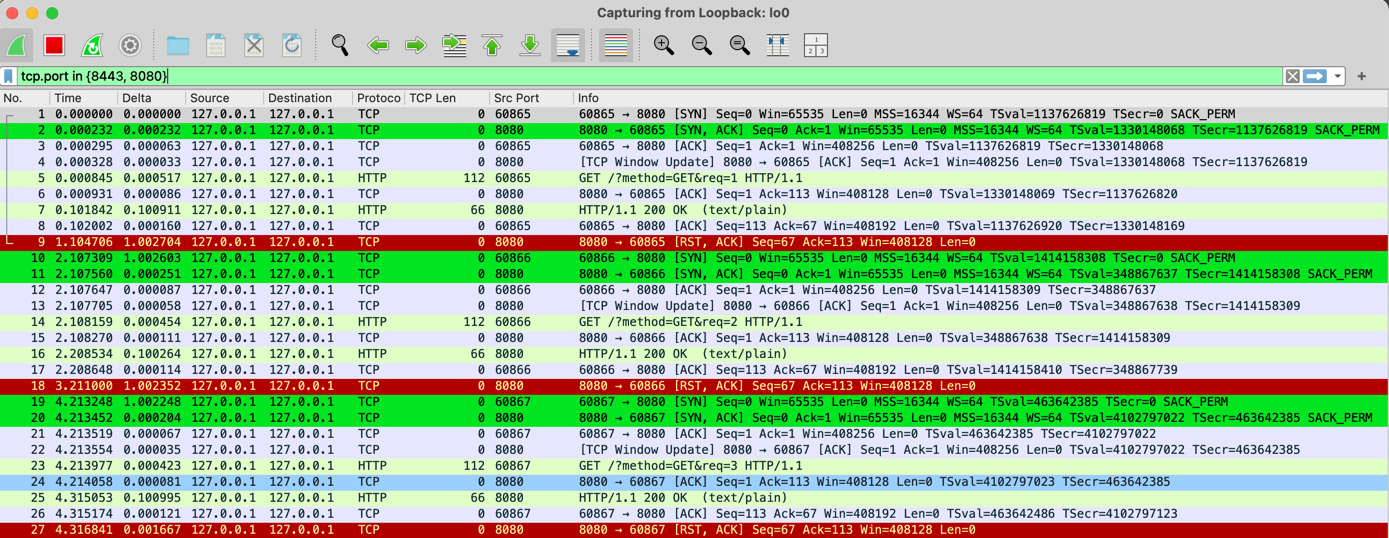 Capturing from Loopback: lo0
tcp.port in {8443, 8080}
No. Time Delta Source Destination Protoco TCP Len Src Port Info
1 0.000000 0.000000 127.0.0.1 127.0.0.1 TCP 0 60865 60865 → 8080 [SYN] Seq=0 Win=65535 Len=0 MSS=16344 WS=64 TSval=1137626819 TSecr=0 SACK_PERM
2 0.000232 0.000232 127.0.0.1 127.0.0.1 TCP 0 8080 8080 → 60865 [SYN, ACK] Seq=0 Ack=1 Win=65535 Len=0 MSS=16344 WS=64 TSval=1330148068 TSecr=1137626819 SACK_PERM
3 0.000295 0.000063 127.0.0.1 127.0.0.1 TCP 0 60865 60865 → 8080 [ACK] Seq=1 Ack=1 Win=408256 Len=0 TSval=1137626819 TSecr=1330148068
4 0.000328 0.000033 127.0.0.1 127.0.0.1 TCP 0 8080 [TCP Window Update] 8080 → 60865 [ACK] Seq=1 Ack=1 Win=408256 Len=0 TSval=1330148068 TSecr=1137626819
5 0.000845 0.000517 127.0.0.1 127.0.0.1 HTTP 112 60865 GET /?method=GET&req=1 HTTP/1.1
6 0.000931 0.000086 127.0.0.1 127.0.0.1 TCP 0 8080 8080 → 60865 [ACK] Seq=1 Ack=113 Win=408128 Len=0 TSval=1330148069 TSecr=1137626820
7 0.101842 0.100911 127.0.0.1 127.0.0.1 HTTP 66 8080 HTTP/1.1 200 OK (text/plain)
8 0.102002 0.000160 127.0.0.1 127.0.0.1 TCP 0 60865 60865 → 8080 [ACK] Seq=113 Ack=67 Win=408192 Len=0 TSval=1137626920 TSecr=1330148169
9 1.104706 1.002704 127.0.0.1 127.0.0.1 TCP 0 8080 8080 → 60865 [RST, ACK] Seq=67 Ack=113 Win=408128 Len=0
10 2.107309 1.002603 127.0.0.1 127.0.0.1 TCP 0 60866 60866 → 8080 [SYN] Seq=0 Win=65535 Len=0 MSS=16344 WS=64 TSval=1414158308 TSecr=0 SACK_PERM
11 2.107560 0.000251 127.0.0.1 127.0.0.1 TCP 0 8080 8080 → 60866 [SYN, ACK] Seq=0 Ack=1 Win=65535 Len=0 MSS=16344 WS=64 TSval=348867637 TSecr=1414158308 SACK_PERM
12 2.107647 0.000087 127.0.0.1 127.0.0.1 TCP 0 60866 60866 → 8080 [ACK] Seq=1 Ack=1 Win=408256 Len=0 TSval=1414158309 TSecr=348867637
13 2.107705 0.000058 127.0.0.1 127.0.0.1 TCP 0 8080 [TCP Window Update] 8080 → 60866 [ACK] Seq=1 Ack=1 Win=408256 Len=0 TSval=348867638 TSecr=1414158309
14 2.108159 0.000454 127.0.0.1 127.0.0.1 HTTP 112 60866 GET /?method=GET&req=2 HTTP/1.1
15 2.108270 0.000111 127.0.0.1 127.0.0.1 TCP 0 8080 8080 → 60866 [ACK] Seq=1 Ack=113 Win=408128 Len=0 TSval=348867638 TSecr=1414158309
16 2.208534 0.100264 127.0.0.1 127.0.0.1 HTTP 66 8080 HTTP/1.1 200 OK (text/plain)
17 2.208648 0.000114 127.0.0.1 127.0.0.1 TCP 0 60866 60866 → 8080 [ACK] Seq=113 Ack=67 Win=408192 Len=0 TSval=1414158410 TSecr=348867739
18 3.211000 1.002352 127.0.0.1 127.0.0.1 TCP 0 8080 8080 → 60866 [RST, ACK] Seq=67 Ack=113 Win=408128 Len=0
19 4.213248 1.002248 127.0.0.1 127.0.0.1 TCP 0 60867 60867 → 8080 [SYN] Seq=0 Win=65535 Len=0 MSS=16344 WS=64 TSval=463642385 TSecr=0 SACK_PERM
20 4.213452 0.000204 127.0.0.1 127.0.0.1 TCP 0 8080 8080 → 60867 [SYN, ACK] Seq=0 Ack=1 Win=65535 Len=0 MSS=16344 WS=64 TSval=4102797022 TSecr=463642385 SACK_PERM
21 4.213519 0.000067 127.0.0.1 127.0.0.1 TCP 0 60867 60867 → 8080 [ACK] Seq=1 Ack=1 Win=408256 Len=0 TSval=463642385 TSecr=4102797022
22 4.213554 0.000035 127.0.0.1 127.0.0.1 TCP 0 8080 [TCP Window Update] 8080 → 60867 [ACK] Seq=1 Ack=1 Win=408256 Len=0 TSval=4102797022 TSecr=463642385
23 4.213977 0.000423 127.0.0.1 127.0.0.1 HTTP 112 60867 GET /?method=GET&req=3 HTTP/1.1
24 4.214058 0.000081 127.0.0.1 127.0.0.1 TCP 0 8080 8080 → 60867 [ACK] Seq=1 Ack=113 Win=408128 Len=0 TSval=4102797023 TSecr=463642385
25 4.315053 0.100995 127.0.0.1 127.0.0.1 HTTP 66 8080 HTTP/1.1 200 OK (text/plain)
26 4.315174 0.000121 127.0.0.1 127.0.0.1 TCP 0 60867 60867 → 8080 [ACK] Seq=113 Ack=67 Win=408192 Len=0 TSval=463642486 TSecr=4102797123
27 4.316841 0.001667 127.0.0.1 127.0.0.1 TCP 0 8080 8080 → 60867 [RST, ACK] Seq=67 Ack=113 Win=408128 Len=0